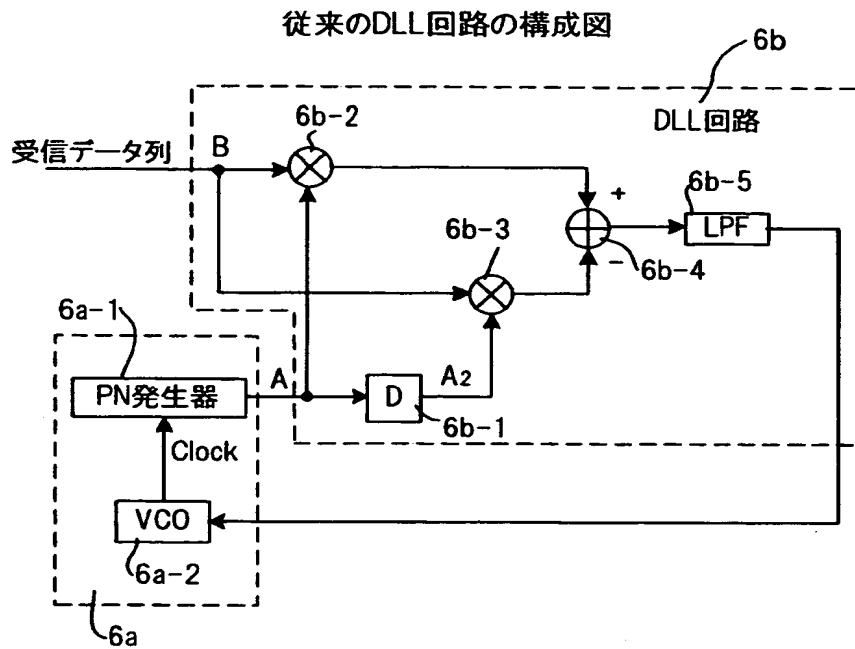 従来のDLL回路の構成図
6b
6b-2
DLL回路
受信データ列
B
+
6b-5
LPF
6b-3
-
6b-4
6a-1
A
A2
PN発生器
D
6b-1
Clock
VCO
6a-2
6a